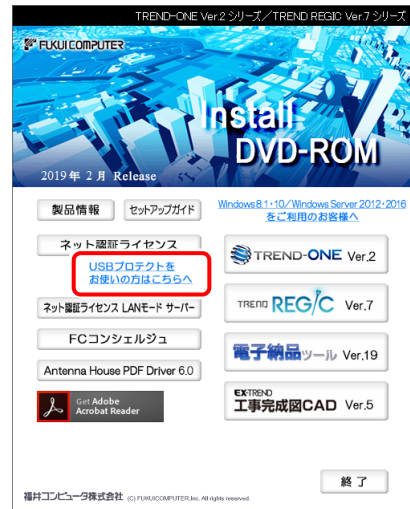 TREND-ONE Ver.2 シリーズ／TREND REGIC Ver.7 シリーズ
FUKUI COMPUTER
Install
DVD-ROM
2019年 2月 Release
製品情報
セットアップガイド
Windows8.1・10／Windows Server 2012・2016
をご利用のお客様へ
ネット認証ライセンス
USBプロテクトを
お使いの方はこちらへ
TREND-ONE Ver.2
ネット認証ライセンス LANモード サーバー
TREND REGIC Ver.7
FCコンシェルジュ
電子納品ツール Ver.19
Antenna House PDF Driver 6.0
Get Adobe
Acrobat Reader
EX-TREND
工事完成図CAD Ver.5
終 了
福井コンピュータ株式会社 (C) FUKUICOMPUTER,Inc. All rights reserved.